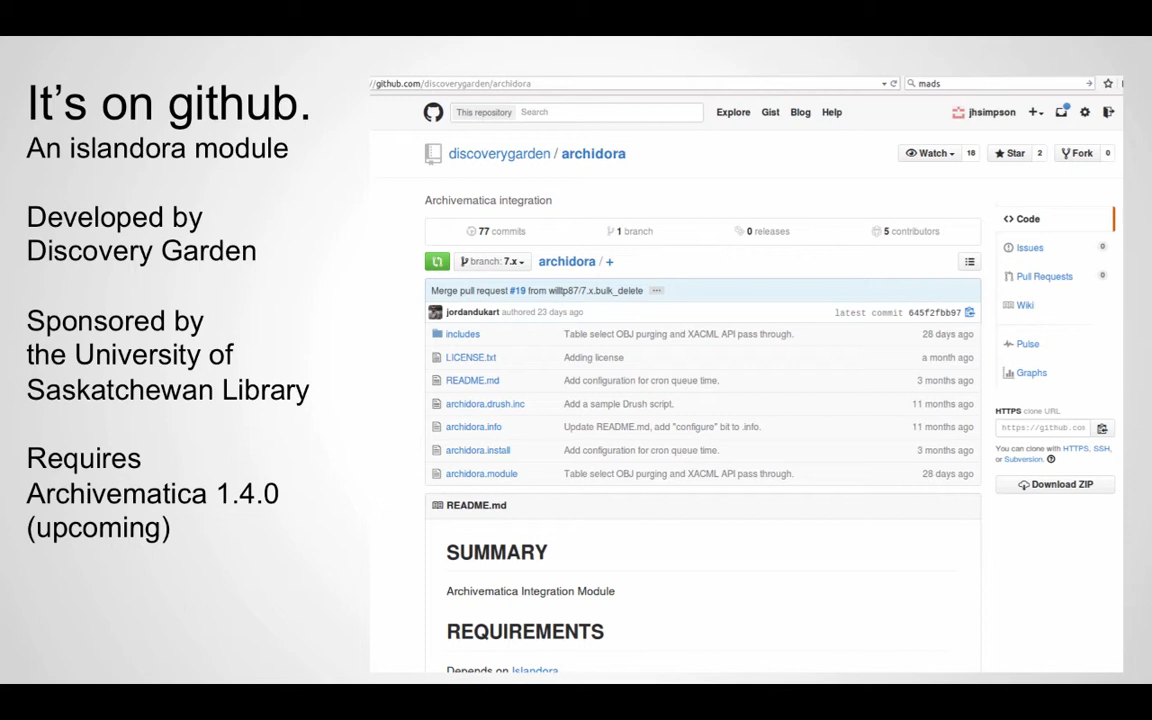 It's on github.
An islandora module
Developed by
Discovery Garden
Sponsored by
the University of
Saskatchewan Library
Requires
Archivematica 1.4.0
(upcoming)
//github.com/discoverygarden/archidora
mads
This repository Search
Explore Gist Blog Help
jhsimpson
discoverygarden / archidora
Watch 18 Star 2 Fork 0
Archivematica integration
77 commits 1 branch 0 releases 5 contributors
branch: 7.x archidora / +
Merge pull request #19 from willtp87/7.x.bulk_delete
jordandukart authored 23 days ago latest commit 645f2fbb97
includes Table select OBJ purging and XACML API pass through. 28 days ago
LICENSE.txt Adding license a month ago
README.md Add configuration for cron queue time. 3 months ago
archidora.drush.inc Add a sample Drush script. 11 months ago
archidora.info Update README.md, add "configure" bit to .info. 11 months ago
archidora.install Add configuration for cron queue time. 3 months ago
archidora.module Table select OBJ purging and XACML API pass through. 28 days ago
README.md
SUMMARY
Archivematica Integration Module
REQUIREMENTS
Depends on Islandora
Code
Issues 0
Pull Requests 0
Wiki
Pulse
Graphs
HTTPS clone URL
https://github.com
You can clone with HTTPS, SSH,
or Subversion.
Download ZIP